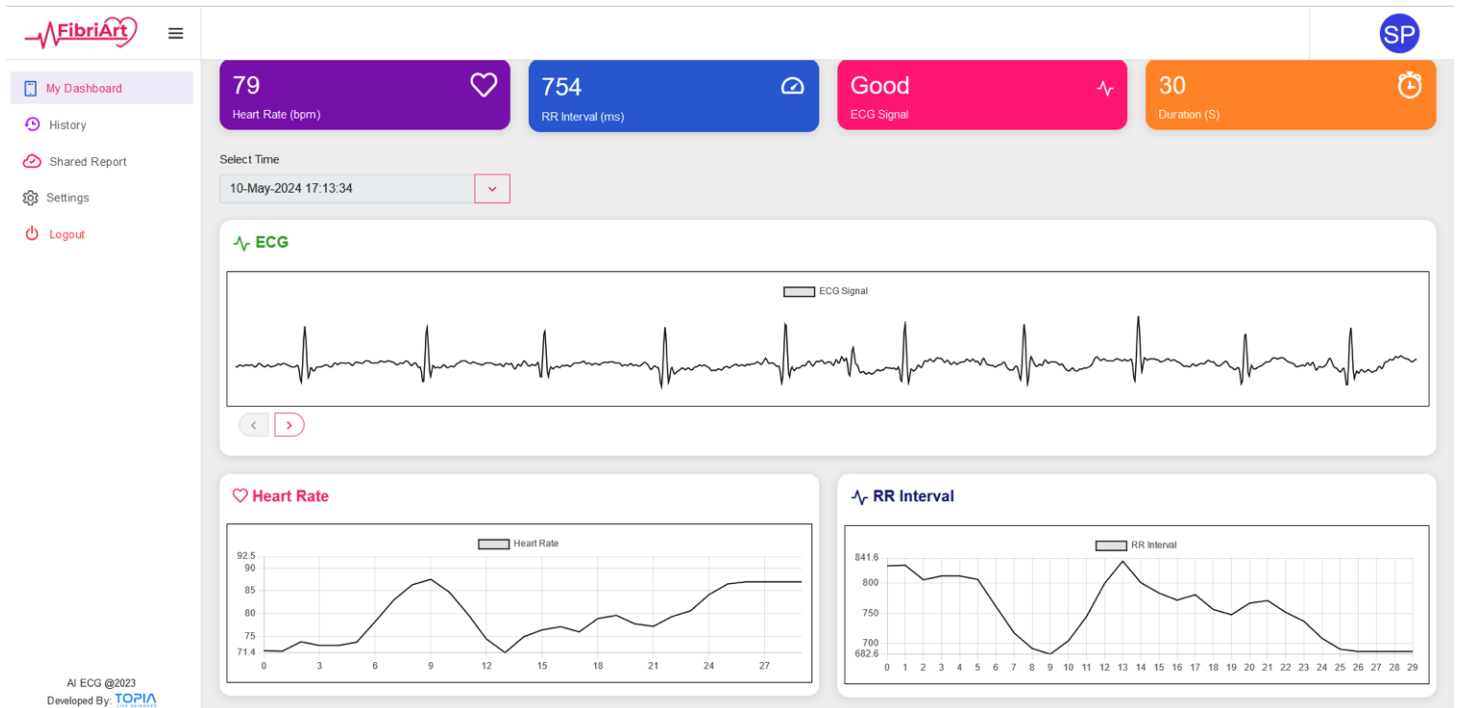 FibriArt
SP
My Dashboard
History
Shared Report
Settings
Logout
79
Heart Rate (bpm)
754
RR Interval (ms)
Good
ECG Signal
30
Duration (S)
Select Time
10-May-2024 17:13:34
ECG
ECG Signal
Heart Rate
Heart Rate
92.5
90
85
80
75
71.4
0 3 6 9 12 15 18 21 24 27
RR Interval
RR Interval
841.6
800
750
700
682.6
0 1 2 3 4 5 6 7 8 9 10 11 12 13 14 15 16 17 18 19 20 21 22 23 24 25 26 27 28 29
AI ECG @2023
Developed By: TOPIA
LIFE SCIENCES